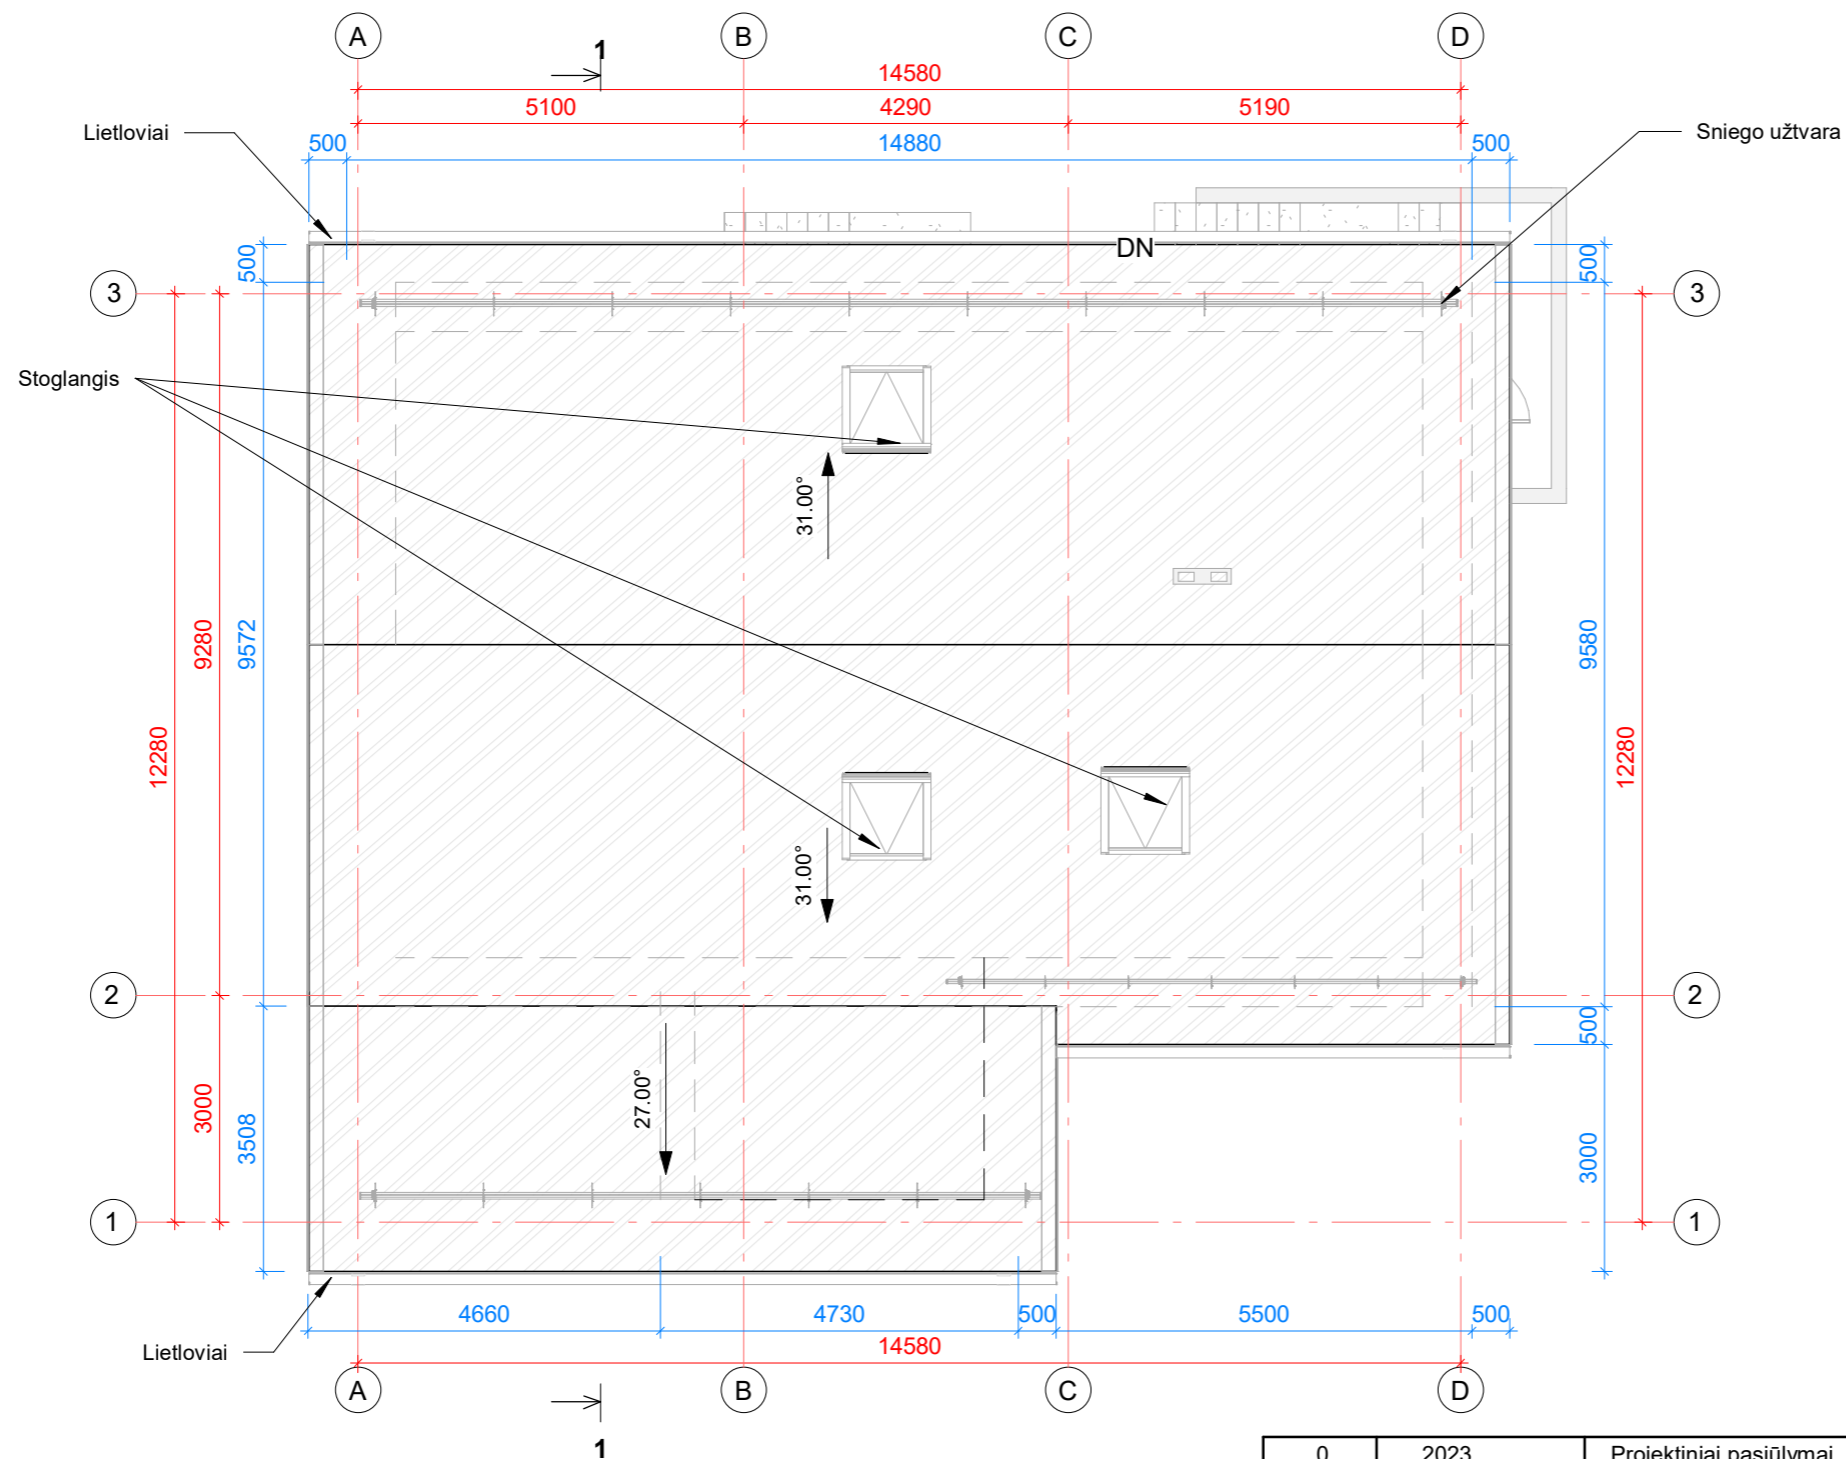 A
B
C
D
1
14580
5100
4290
5190
Lietloviai
500
14880
500
Sniego užtvara
500
DN
500
3
3
Stoglangis
31.00°
9280
9572
9580
12280
12280
31.00°
2
2
500
27.00°
3000
3508
3000
1
1
4660
4730
500
5500
500
Lietloviai
14580
A
B
C
D
1
0
2023
Projektiniai pasiūlymai